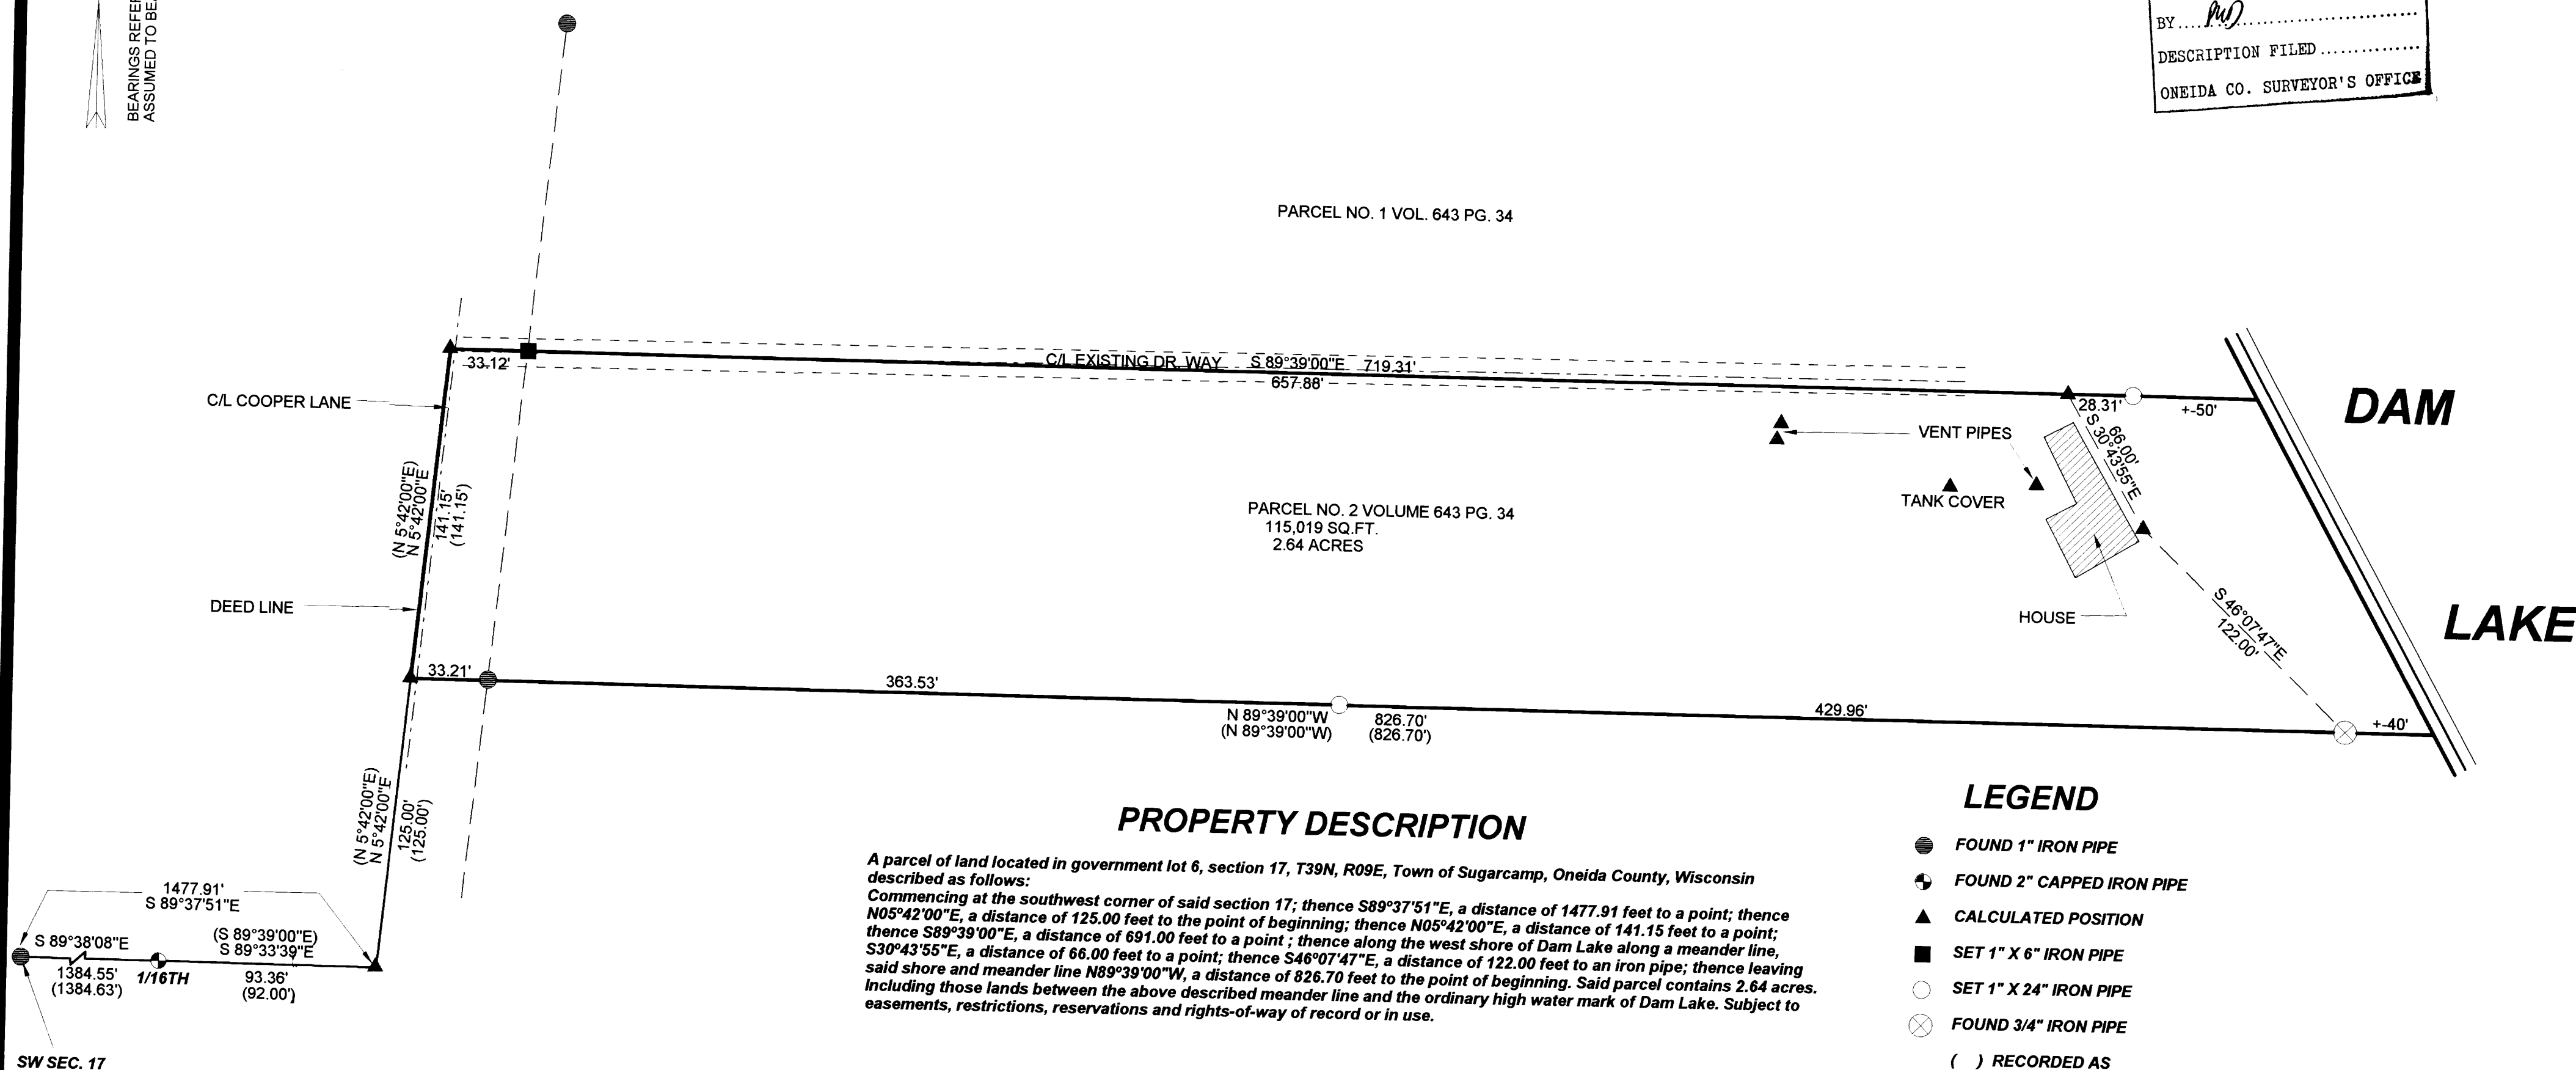 BEARINGS REFER
ASSUMED TO BEA
BY
DESCRIPTION FILED
ONEIDA CO. SURVEYOR'S OFFICE
PARCEL NO. 1 VOL. 643 PG. 34
33.12'
C/L EXISTING DR. WAY S 89°39'00"E 719.31'
657.88'
28.31'
+-50'
DAM
C/L COOPER LANE
66.00'
S 30°43'55"E
VENT PIPES
(N 5°42'00"E)
N 5°42'00"E
141.15'
(141.15')
TANK COVER
PARCEL NO. 2 VOLUME 643 PG. 34
115,019 SQ.FT.
2.64 ACRES
DEED LINE
HOUSE
S 46°07'47"E
122.00'
LAKE
33.21'
363.53'
N 89°39'00"W 826.70'
(N 89°39'00"W) (826.70')
429.96'
+-40'
(N 5°42'00"E)
N 5°42'00"E
125.00'
(125.00')
1477.91'
S 89°37'51"E
S 89°38'08"E
(S 89°39'00"E)
S 89°33'39"E
1384.55'
(1384.63')
1/16TH
93.36'
(92.00')
SW SEC. 17
PROPERTY DESCRIPTION
A parcel of land located in government lot 6, section 17, T39N, R09E, Town of Sugarcamp, Oneida County, Wisconsin
described as follows:
Commencing at the southwest corner of said section 17; thence S89º37'51"E, a distance of 1477.91 feet to a point; thence
N05º42'00"E, a distance of 125.00 feet to the point of beginning; thence N05º42'00"E, a distance of 141.15 feet to a point;
thence S89º39'00"E, a distance of 691.00 feet to a point ; thence along the west shore of Dam Lake along a meander line,
S30º43'55"E, a distance of 66.00 feet to a point; thence S46º07'47"E, a distance of 122.00 feet to an iron pipe; thence leaving
said shore and meander line N89º39'00"W, a distance of 826.70 feet to the point of beginning. Said parcel contains 2.64 acres.
Including those lands between the above described meander line and the ordinary high water mark of Dam Lake. Subject to
easements, restrictions, reservations and rights-of-way of record or in use.
LEGEND
FOUND 1" IRON PIPE
FOUND 2" CAPPED IRON PIPE
CALCULATED POSITION
SET 1" X 6" IRON PIPE
SET 1" X 24" IRON PIPE
FOUND 3/4" IRON PIPE
( ) RECORDED AS